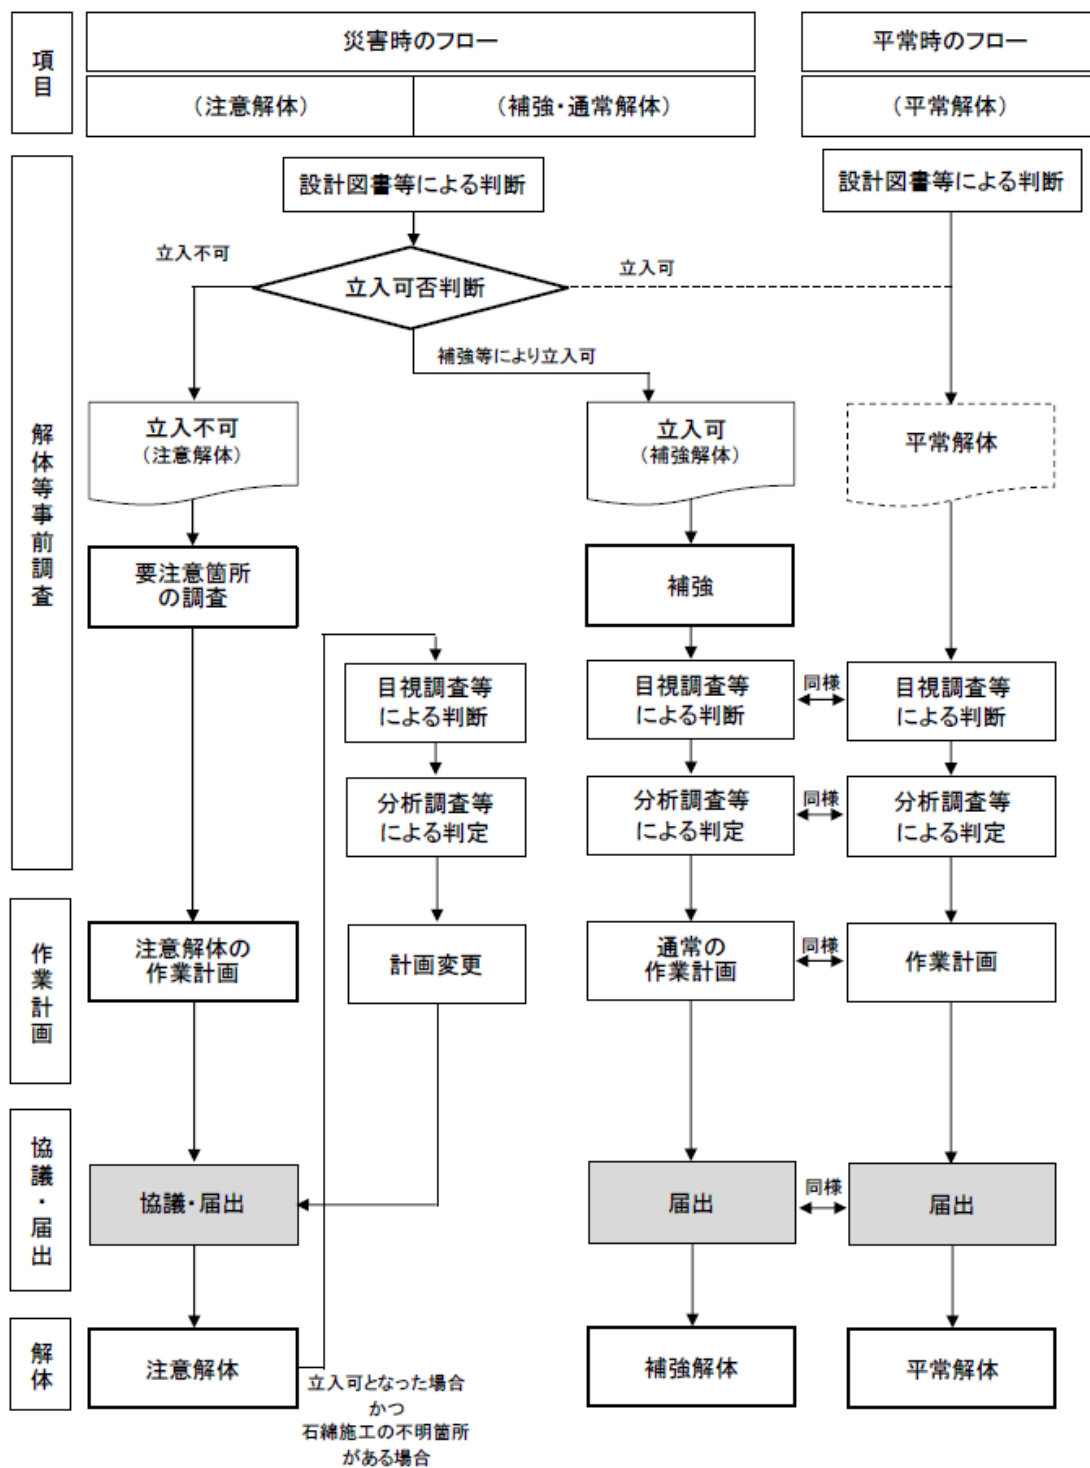 項目
災害時のフロー
平常時のフロー
（注意解体）
（補強・通常解体）
（平常解体）
解体等事前調査
設計図書等による判断
設計図書等による判断
立入不可
立入可否判断
立入可
補強等により立入可
立入不可
（注意解体）
立入可
（補強解体）
平常解体
要注意箇所
の調査
補強
目視調査等
による判断
目視調査等
による判断
同様
目視調査等
による判断
分析調査等
による判定
分析調査等
による判定
同様
分析調査等
による判定
作業計画
注意解体の
作業計画
計画変更
通常の
作業計画
同様
作業計画
協議・届出
協議・届出
届出
同様
届出
解体
注意解体
補強解体
平常解体
立入可となった場合
かつ
石綿施工の不明箇所
がある場合